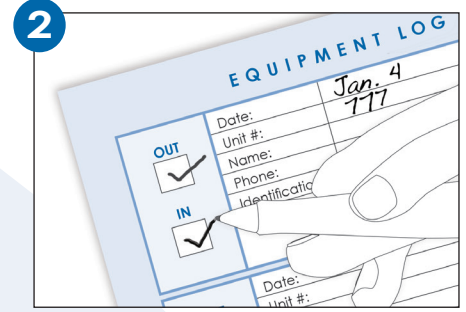 2
EQUIPMENT LOG
OUT
IN
Date: Jan. 4
Unit #: 777
Name:
Phone:
Date:
Unit #: